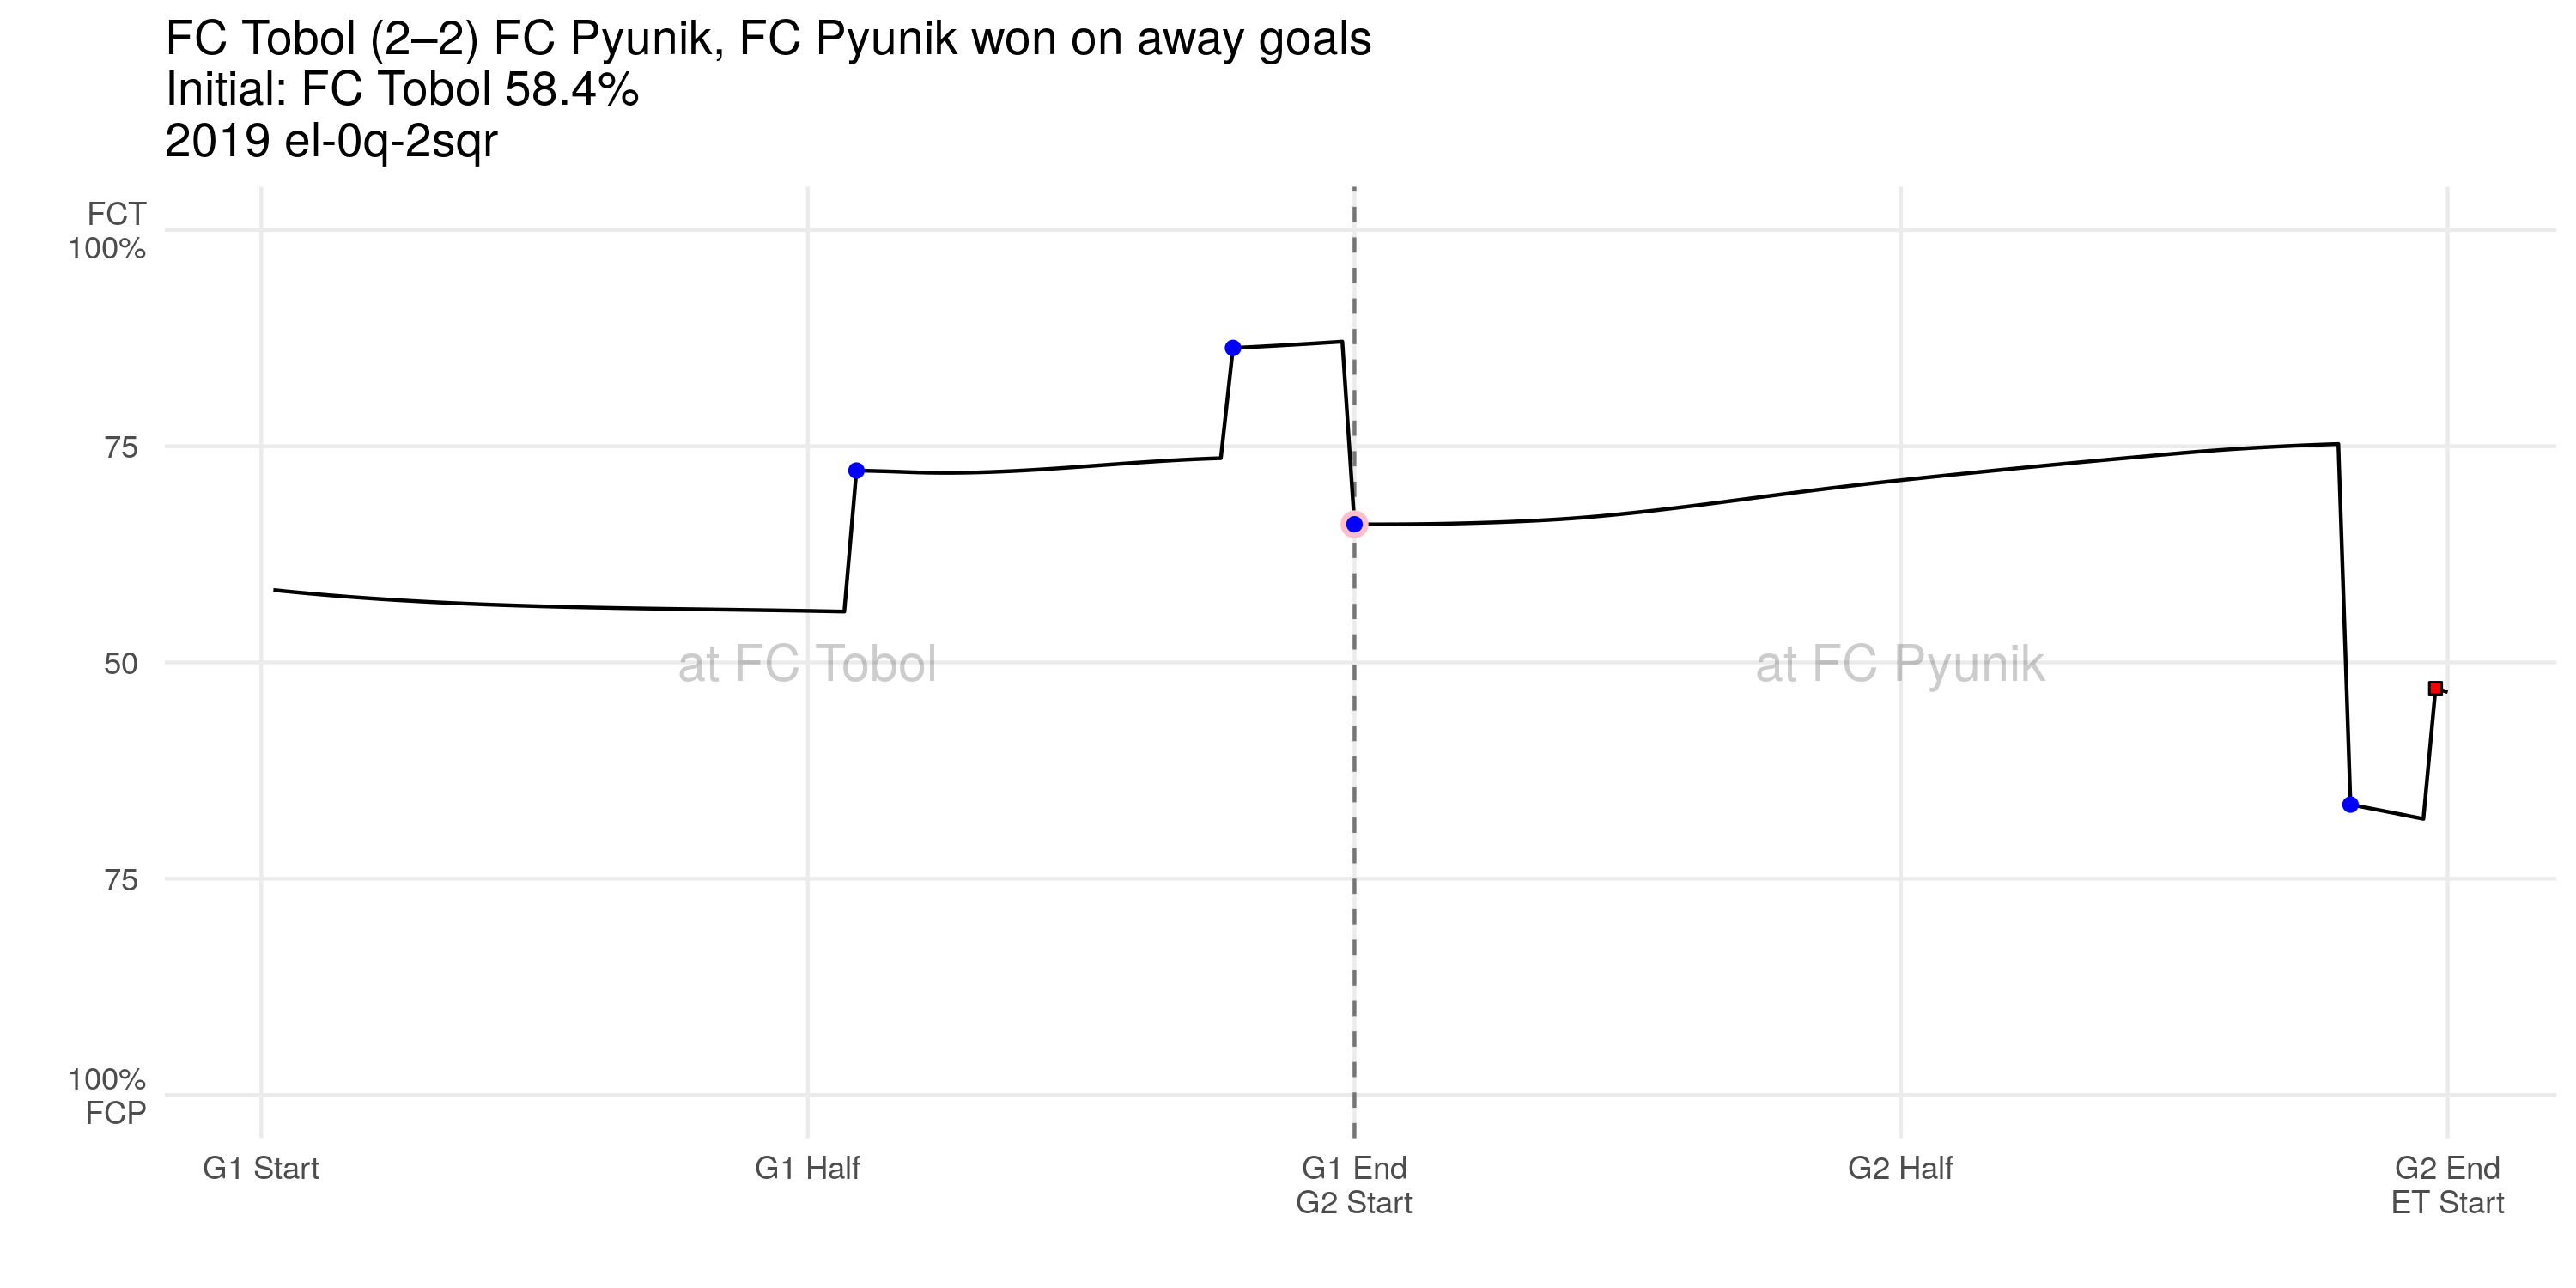 FC Tobol (2–2) FC Pyunik, FC Pyunik won on away goals
Initial: FC Tobol 58.4%
2019 el-0q-2sqr
FCT
100%
75
50
75
100%
FCP
at FC Tobol
at FC Pyunik
G1 Start
G1 Half
G1 End
G2 Start
G2 Half
G2 End
ET Start